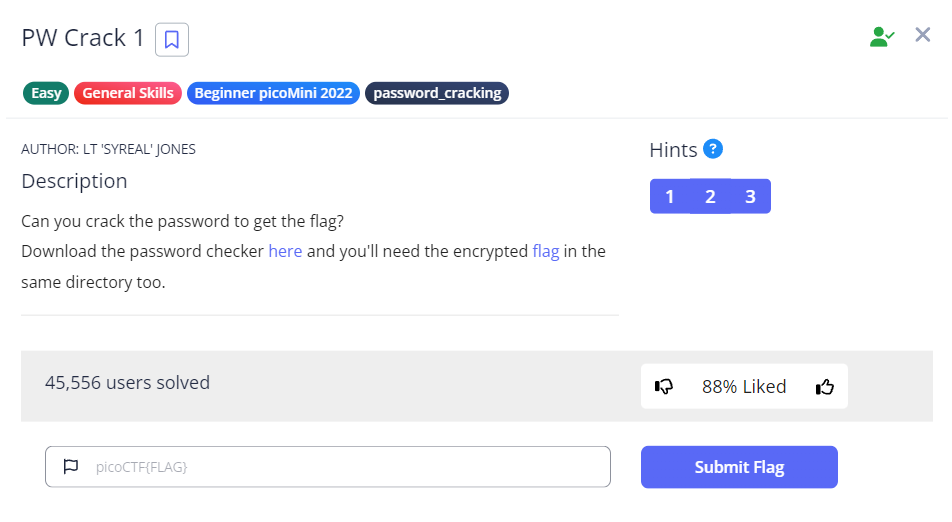 PW Crack 1
Easy General Skills Beginner picoMini 2022 password_cracking
AUTHOR: LT 'SYREAL' JONES
Description
Can you crack the password to get the flag?
Download the password checker here and you'll need the encrypted flag in the
same directory too.
Hints ?
1 2 3
45,556 users solved
88% Liked
picoCTF{FLAG}
Submit Flag